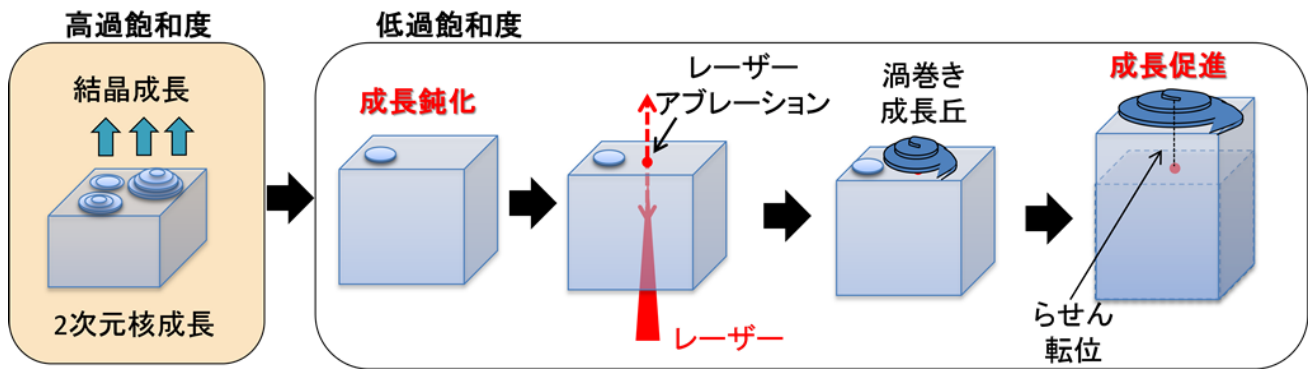 高過飽和度
結晶成長
2次元核成長
低過飽和度
成長鈍化
レーザー
アブレーション
レーザー
渦巻き
成長丘
成長促進
らせん
転位